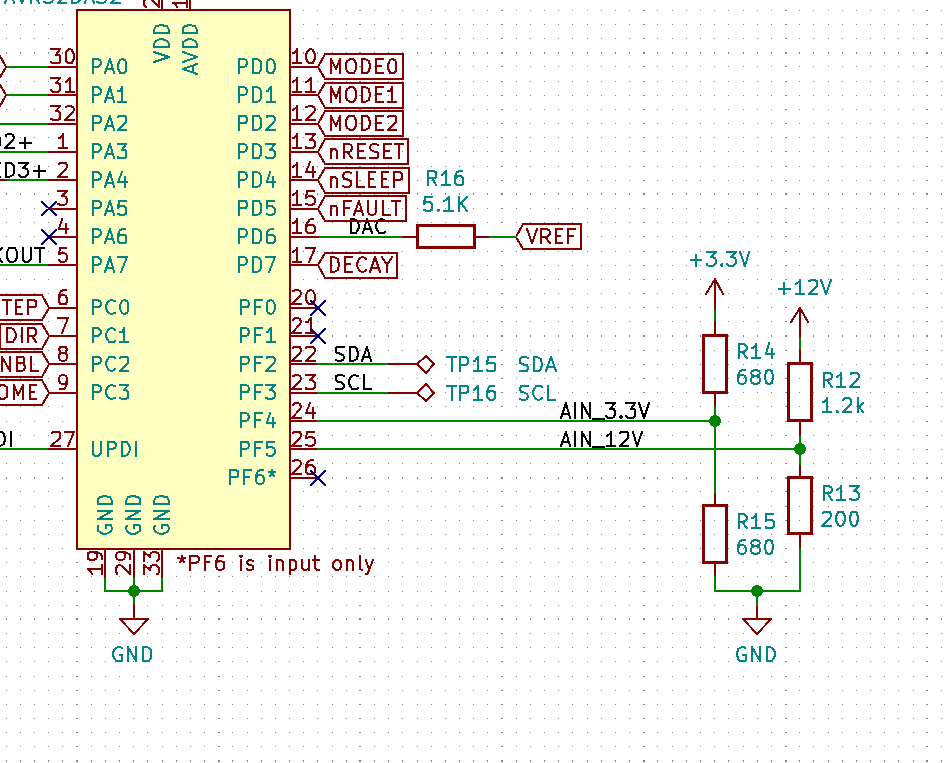 AVR32DA32
VDD
AVDD
30 PA0 PD0 10 MODE0
31 PA1 PD1 11 MODE1
32 PA2 PD2 12 MODE2
D2+ 1 PA3 PD3 13 nRESET
ED3+ 2 PA4 PD4 14 nSLEEP
3 PA5 PD5 15 nFAULT
4 PA6 PD6 16 DAC
R16
5.1K
VREF
KOUT 5 PA7 PD7 17 DECAY
TEP 6 PC0 PF0 20
DIR 7 PC1 PF1 21
NBL 8 PC2 PF2 22 SDA TP15 SDA
OME 9 PC3 PF3 23 SCL TP16 SCL
PF4 24 AIN_3.3V
DI 27 UPDI PF5 25 AIN_12V
PF6* 26
+3.3V
+12V
R14
680
R12
1.2k
R15
680
R13
200
GND GND GND
19 29 33
*PF6 is input only
GND
GND